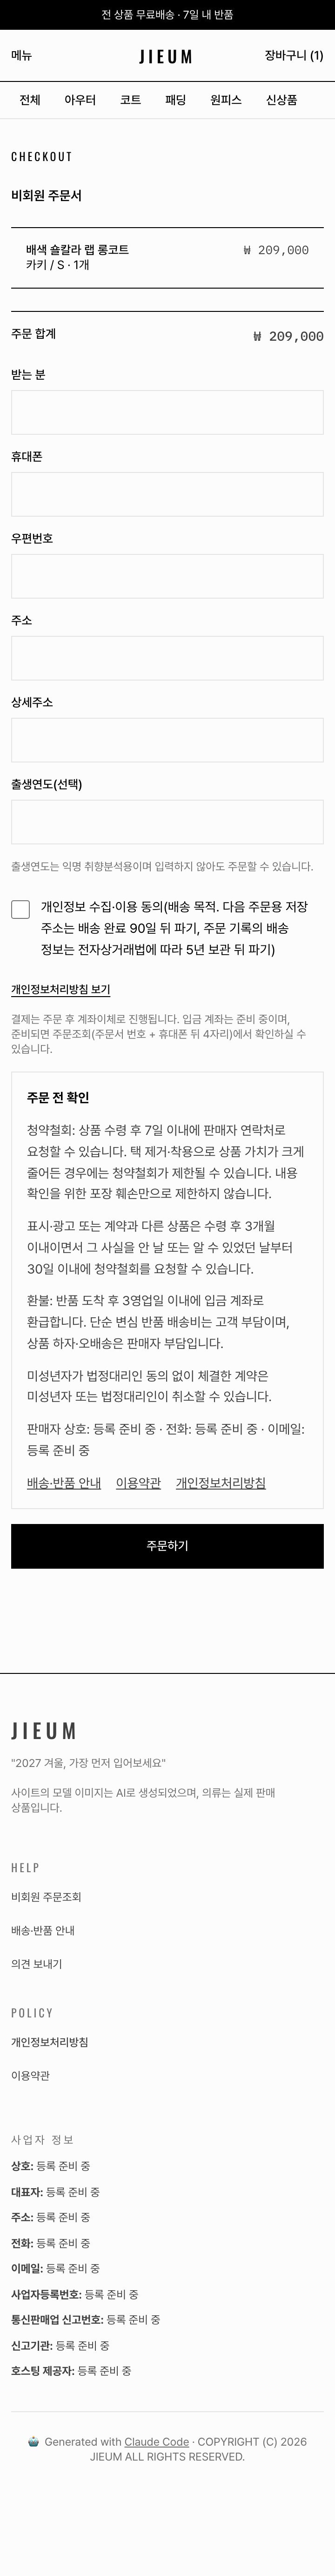 전 상품 무료배송 · 7일 내 반품
메뉴
JIEUM
장바구니 (1)
전체 아우터 코트 패딩 원피스 신상품
CHECKOUT
비회원 주문서
배색 숄칼라 랩 롱코트 ₩ 209,000
카키 / S · 1개
주문 합계 ₩ 209,000
받는 분
휴대폰
우편번호
주소
상세주소
출생연도(선택)
출생연도는 익명 취향분석용이며 입력하지 않아도 주문할 수 있습니다.
개인정보 수집·이용 동의(배송 목적. 다음 주문용 저장
주소는 배송 완료 90일 뒤 파기, 주문 기록의 배송
정보는 전자상거래법에 따라 5년 보관 뒤 파기)
개인정보처리방침 보기
결제는 주문 후 계좌이체로 진행됩니다. 입금 계좌는 준비 중이며,
준비되면 주문조회(주문서 번호 + 휴대폰 뒤 4자리)에서 확인하실 수
있습니다.
주문 전 확인
청약철회: 상품 수령 후 7일 이내에 판매자 연락처로
요청할 수 있습니다. 택 제거·착용으로 상품 가치가 크게
줄어든 경우에는 청약철회가 제한될 수 있습니다. 내용
확인을 위한 포장 훼손만으로 제한하지 않습니다.
표시·광고 또는 계약과 다른 상품은 수령 후 3개월
이내이면서 그 사실을 안 날 또는 알 수 있었던 날부터
30일 이내에 청약철회를 요청할 수 있습니다.
환불: 반품 도착 후 3영업일 이내에 입금 계좌로
환급합니다. 단순 변심 반품 배송비는 고객 부담이며,
상품 하자·오배송은 판매자 부담입니다.
미성년자가 법정대리인 동의 없이 체결한 계약은
미성년자 또는 법정대리인이 취소할 수 있습니다.
판매자 상호: 등록 준비 중 · 전화: 등록 준비 중 · 이메일:
등록 준비 중
배송·반품 안내 이용약관 개인정보처리방침
주문하기
JIEUM
"2027 겨울, 가장 먼저 입어보세요"
사이트의 모델 이미지는 AI로 생성되었으며, 의류는 실제 판매
상품입니다.
HELP
비회원 주문조회
배송·반품 안내
의견 보내기
POLICY
개인정보처리방침
이용약관
사업자 정보
상호: 등록 준비 중
대표자: 등록 준비 중
주소: 등록 준비 중
전화: 등록 준비 중
이메일: 등록 준비 중
사업자등록번호: 등록 준비 중
통신판매업 신고번호: 등록 준비 중
신고기관: 등록 준비 중
호스팅 제공자: 등록 준비 중
Generated with Claude Code · COPYRIGHT (C) 2026
JIEUM ALL RIGHTS RESERVED.